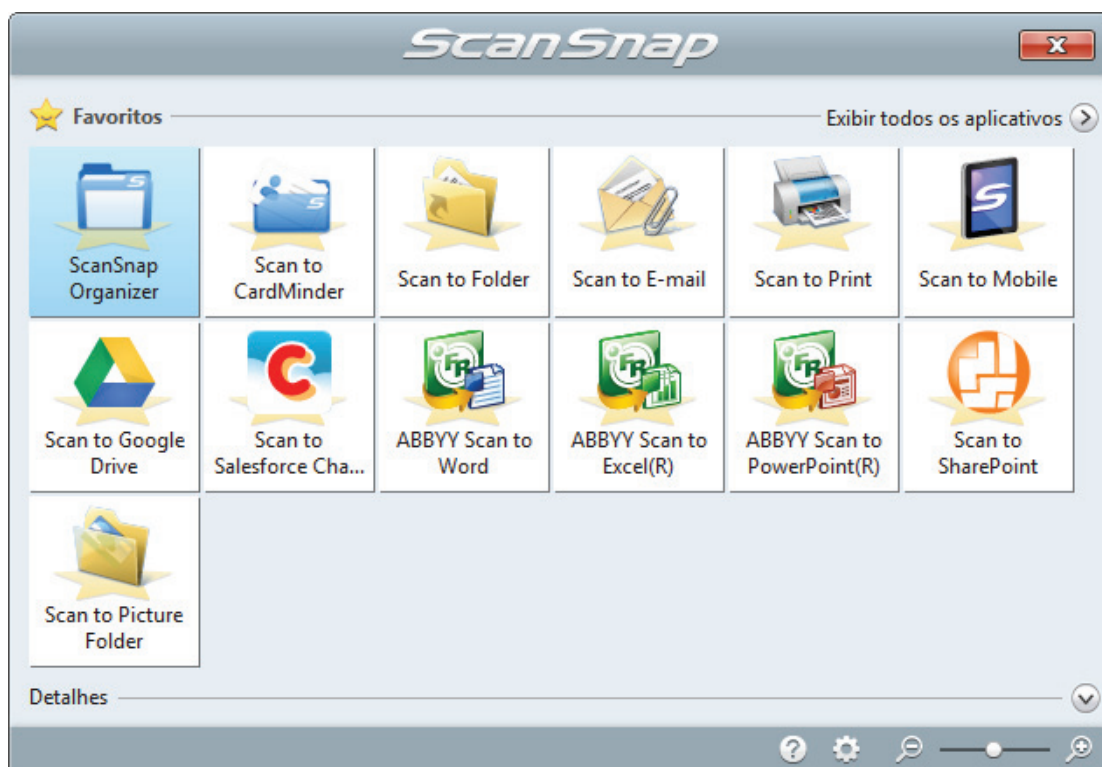 ScanSnap
Favoritos
Exibir todos os aplicativos
ScanSnap
Organizer
Scan to
CardMinder
Scan to Folder
Scan to E-mail
Scan to Print
Scan to Mobile
Scan to Google
Drive
Scan to
Salesforce Cha...
ABBYY Scan to
Word
ABBYY Scan to
Excel(R)
ABBYY Scan to
PowerPoint(R)
Scan to
SharePoint
Scan to Picture
Folder
Detalhes